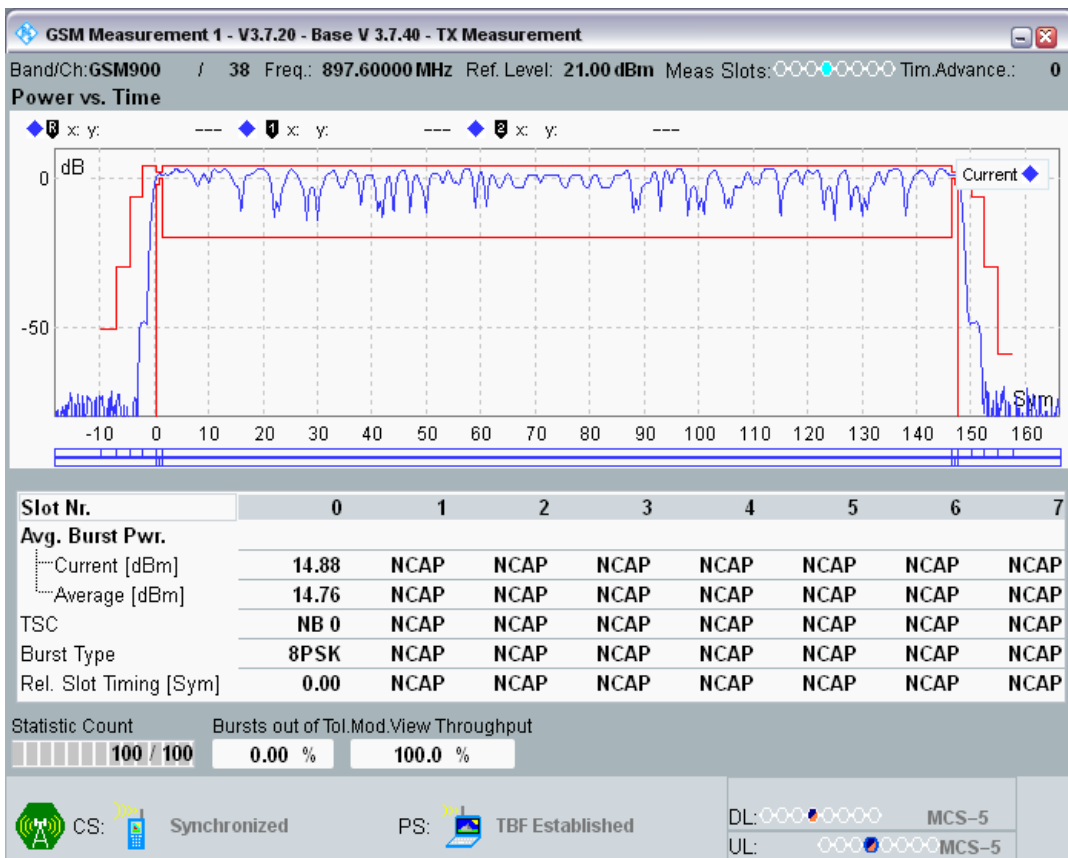 GSM Measurement 1 - V3.7.20 - Base V 3.7.40 - TX Measurement
Band/Ch:GSM900 / 38 Freq.: 897.60000 MHz Ref. Level: 21.00 dBm Meas Slots: Tim.Advance.: 0
Power vs. Time
R x: y: --- 1 x: y: --- 2 x: y: ---
dB
Current
0
-50
Sym
-10 0 10 20 30 40 50 60 70 80 90 100 110 120 130 140 150 160
Slot Nr. 0 1 2 3 4 5 6 7
Avg. Burst Pwr.
Current [dBm] 14.88 NCAP NCAP NCAP NCAP NCAP NCAP NCAP
Average [dBm] 14.76 NCAP NCAP NCAP NCAP NCAP NCAP NCAP
TSC NB 0 NCAP NCAP NCAP NCAP NCAP NCAP NCAP
Burst Type 8PSK NCAP NCAP NCAP NCAP NCAP NCAP NCAP
Rel. Slot Timing [Sym] 0.00 NCAP NCAP NCAP NCAP NCAP NCAP NCAP
Statistic Count Bursts out of Tol. Mod.View Throughput
100 / 100 0.00 % 100.0 %
CS: Synchronized PS: TBF Established
DL: MCS-5
UL: MCS-5